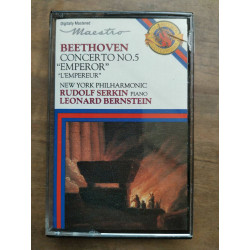 Digitally Mastered
Maestro
BEETHOVEN
CONCERTO NO.5
"EMPEROR"
"L'EMPEREUR"
NEW YORK PHILHARMONIC
RUDOLF SERKIN PIANO
LEONARD BERNSTEIN